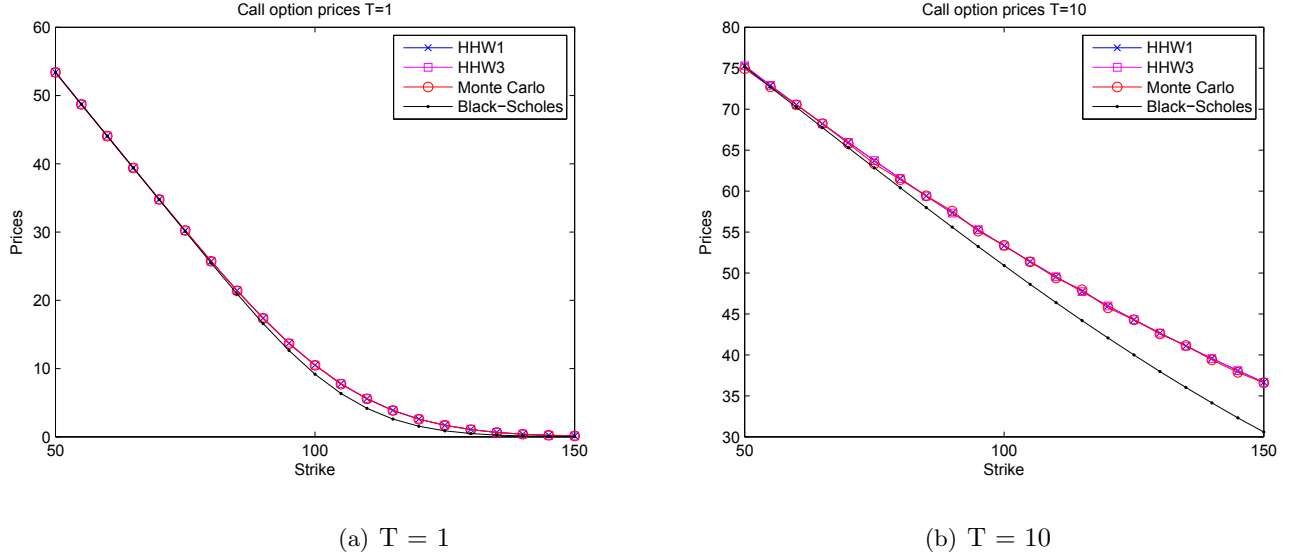 Call option prices T=1
60
50
40
30
20
10
0
50
100
150
Prices
Strike
HHW1
HHW3
Monte Carlo
Black−Scholes
(a) T = 1
Call option prices T=10
80
75
70
65
60
55
50
45
40
35
30
50
100
150
Prices
Strike
HHW1
HHW3
Monte Carlo
Black−Scholes
(b) T = 10